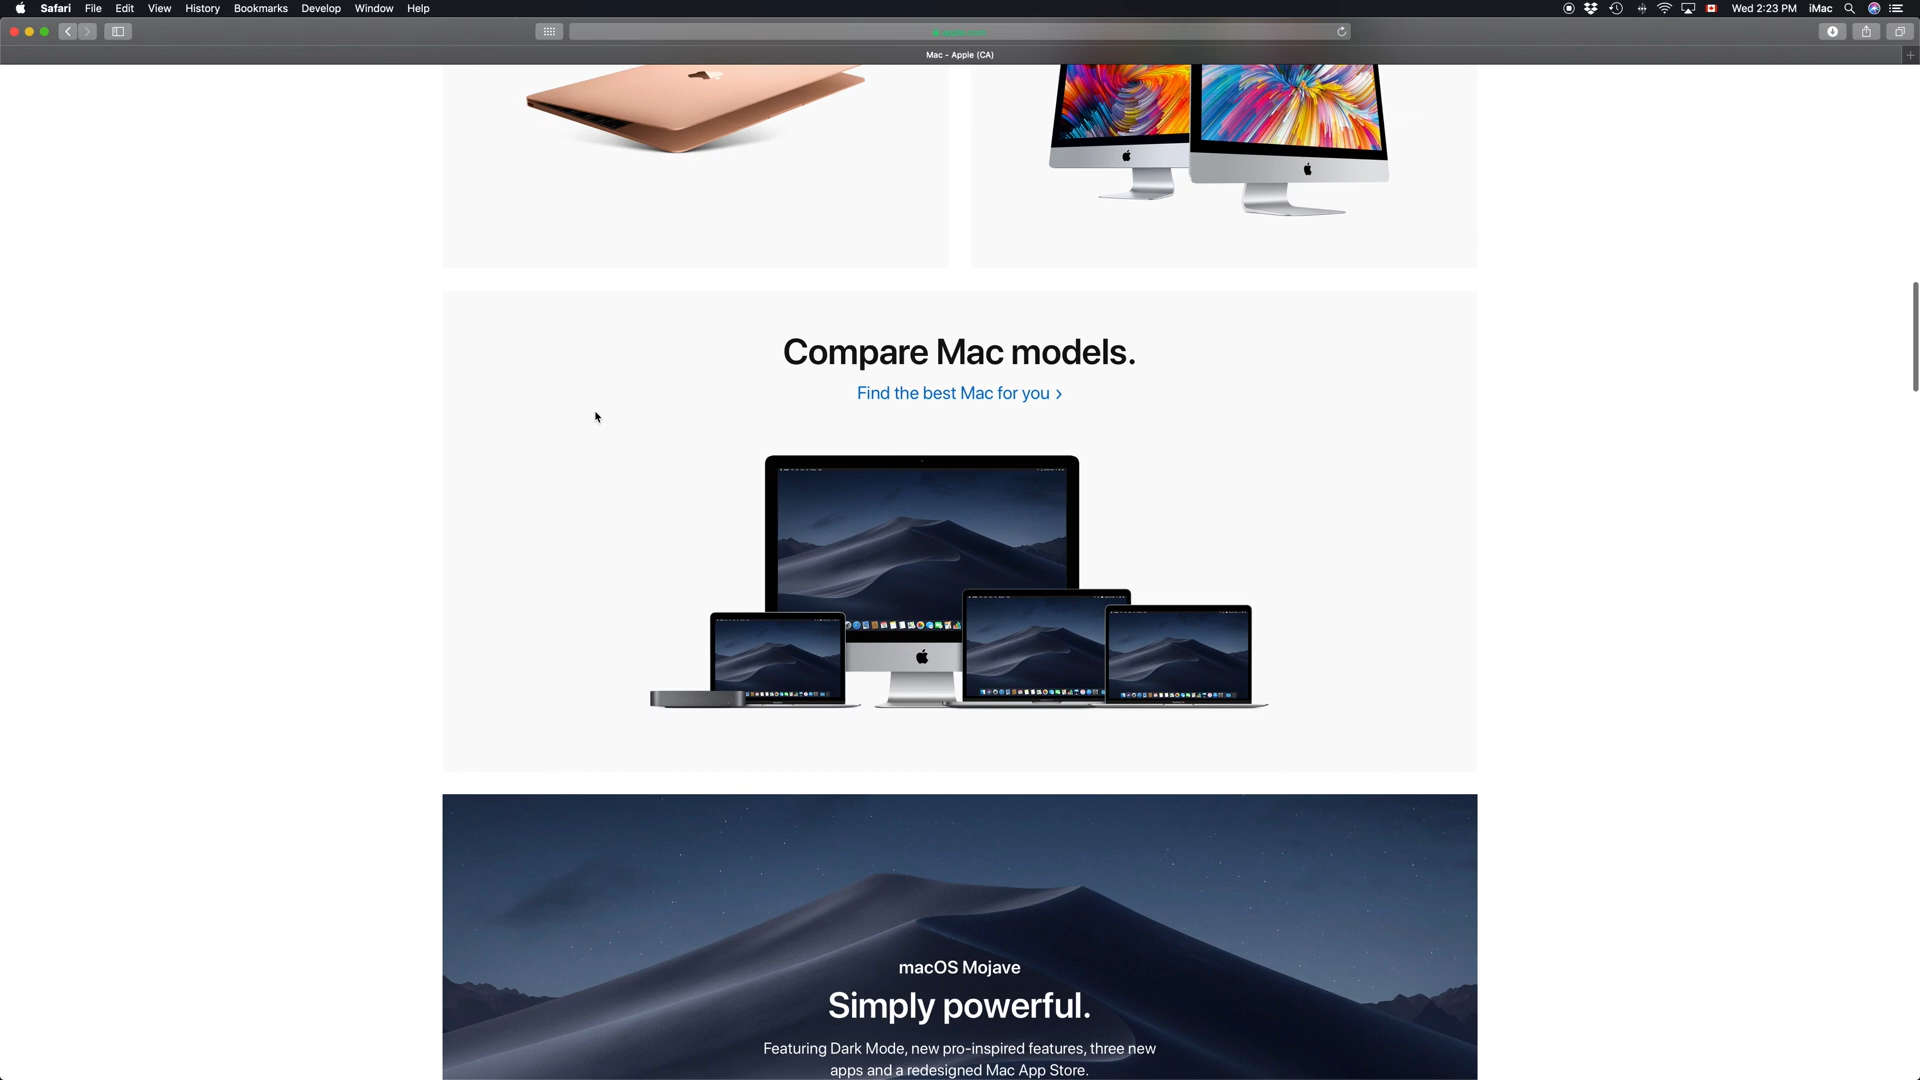 Safari File Edit View History Bookmarks Develop Window Help
Wed 2:23 PM iMac
Mac - Apple (CA)
Compare Mac models.
Find the best Mac for you >
macOS Mojave
Simply powerful.
Featuring Dark Mode, new pro-inspired features, three new
apps and a redesigned Mac App Store.